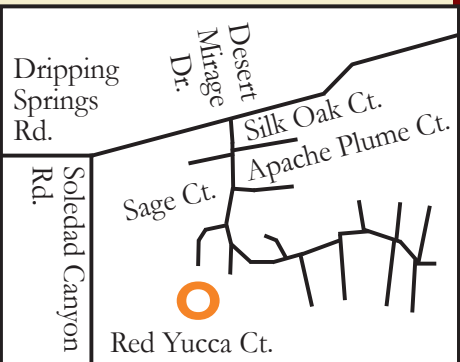 Dripping
Springs
Rd.
Desert
Mirage
Dr.
Silk Oak Ct.
Apache Plume Ct.
Sage Ct.
Soledad Canyon
Rd.
Red Yucca Ct.